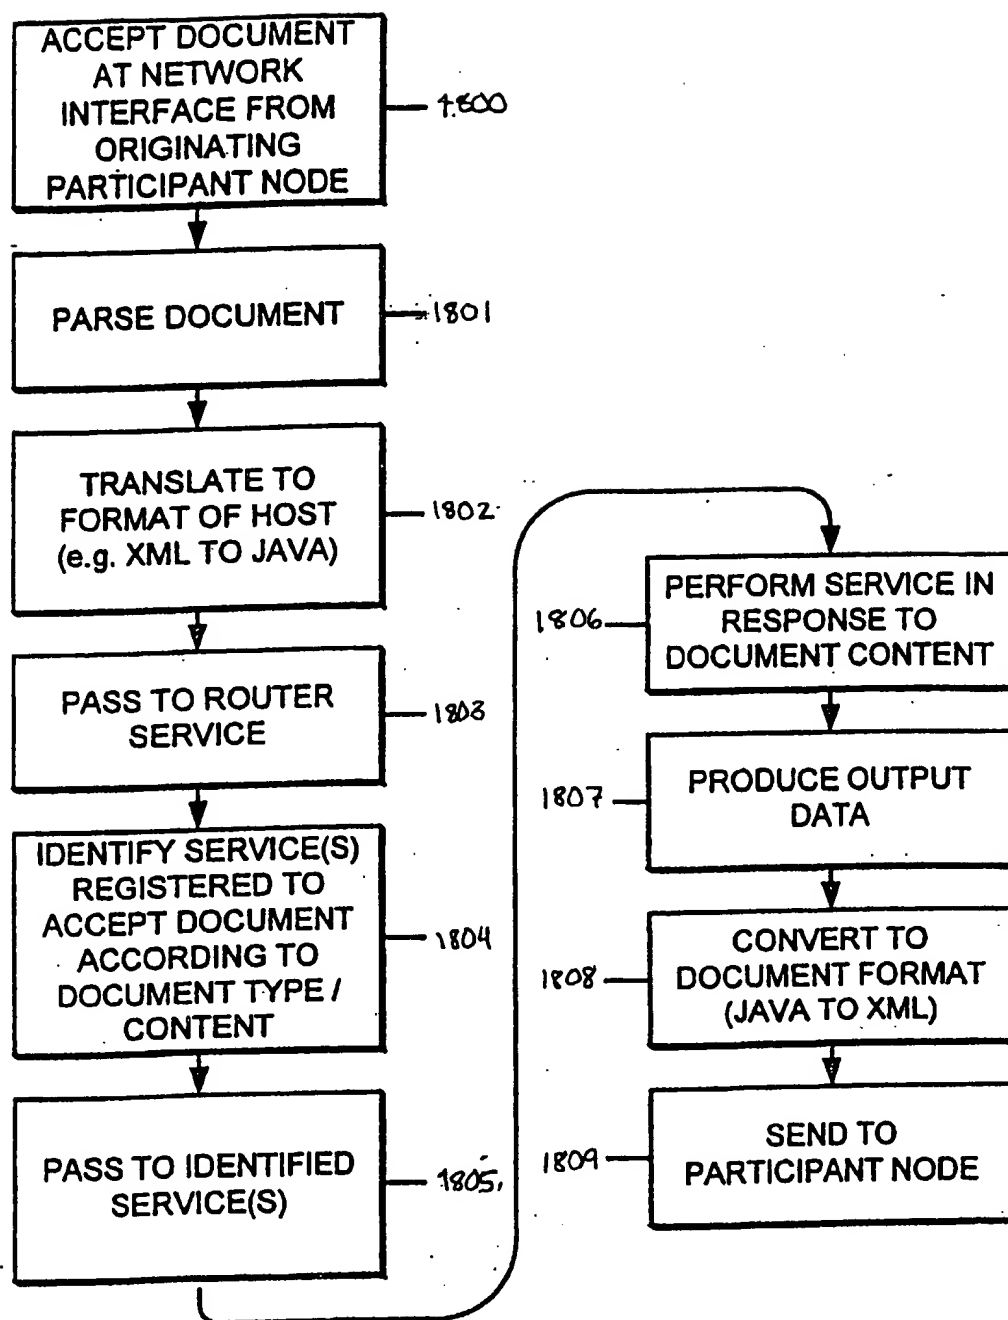 ACCEPT DOCUMENT
AT NETWORK
INTERFACE FROM
ORIGINATING
PARTICIPANT NODE
1800
PARSE DOCUMENT
1801
TRANSLATE TO
FORMAT OF HOST
(e.g. XML TO JAVA)
1802
PASS TO ROUTER
SERVICE
1803
IDENTIFY SERVICE(S)
REGISTERED TO
ACCEPT DOCUMENT
ACCORDING TO
DOCUMENT TYPE /
CONTENT
1804
PASS TO IDENTIFIED
SERVICE(S)
1805
PERFORM SERVICE IN
RESPONSE TO
DOCUMENT CONTENT
1806
PRODUCE OUTPUT
DATA
1807
CONVERT TO
DOCUMENT FORMAT
(JAVA TO XML)
1808
SEND TO
PARTICIPANT NODE
1809